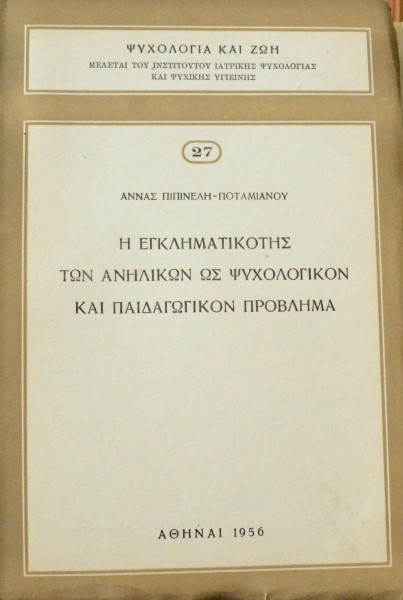 ΨΥΧΟΛΟΓΙΑ ΚΑΙ ΖΩΗ
ΜΕΛΕΤΑΙ ΤΟΥ ΙΝΣΤΙΤΟΥΤΟΥ ΙΑΤΡΙΚΗΣ ΨΥΧΟΛΟΓΙΑΣ
ΚΑΙ ΨΥΧΙΚΗΣ ΥΓΙΕΙΝΗΣ
27
ΑΝΝΑΣ ΠΙΠΙΝΕΛΗ-ΠΟΤΑΜΙΑΝΟΥ
Η ΕΓΚΛΗΜΑΤΙΚΟΤΗΣ
ΤΩΝ ΑΝΗΛΙΚΩΝ ΩΣ ΨΥΧΟΛΟΓΙΚΟΝ
ΚΑΙ ΠΑΙΔΑΓΩΓΙΚΟΝ ΠΡΟΒΛΗΜΑ
ΑΘΗΝΑΙ 1956